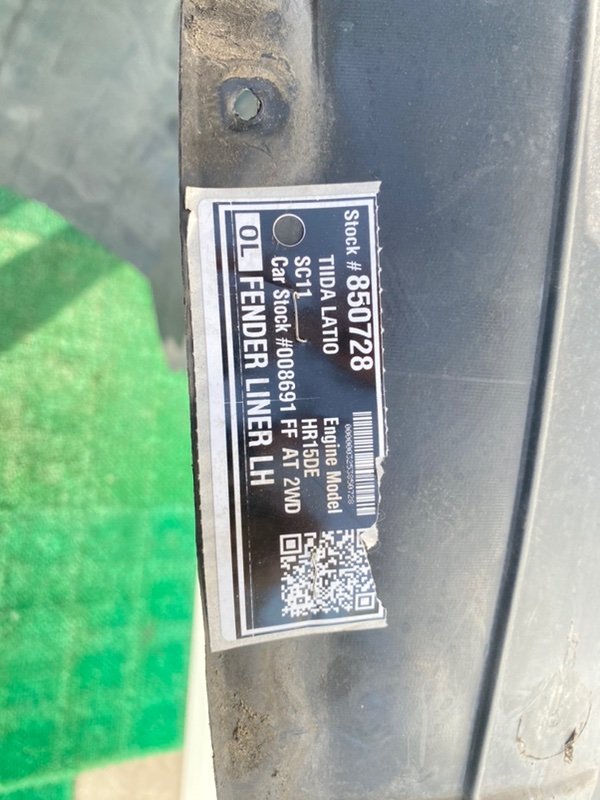 Stock # 850728
TIIDA LATIO
SC11
Engine Model
HR15DE
Car Stock #008691 FF AT 2WD
OL FENDER LINER LH